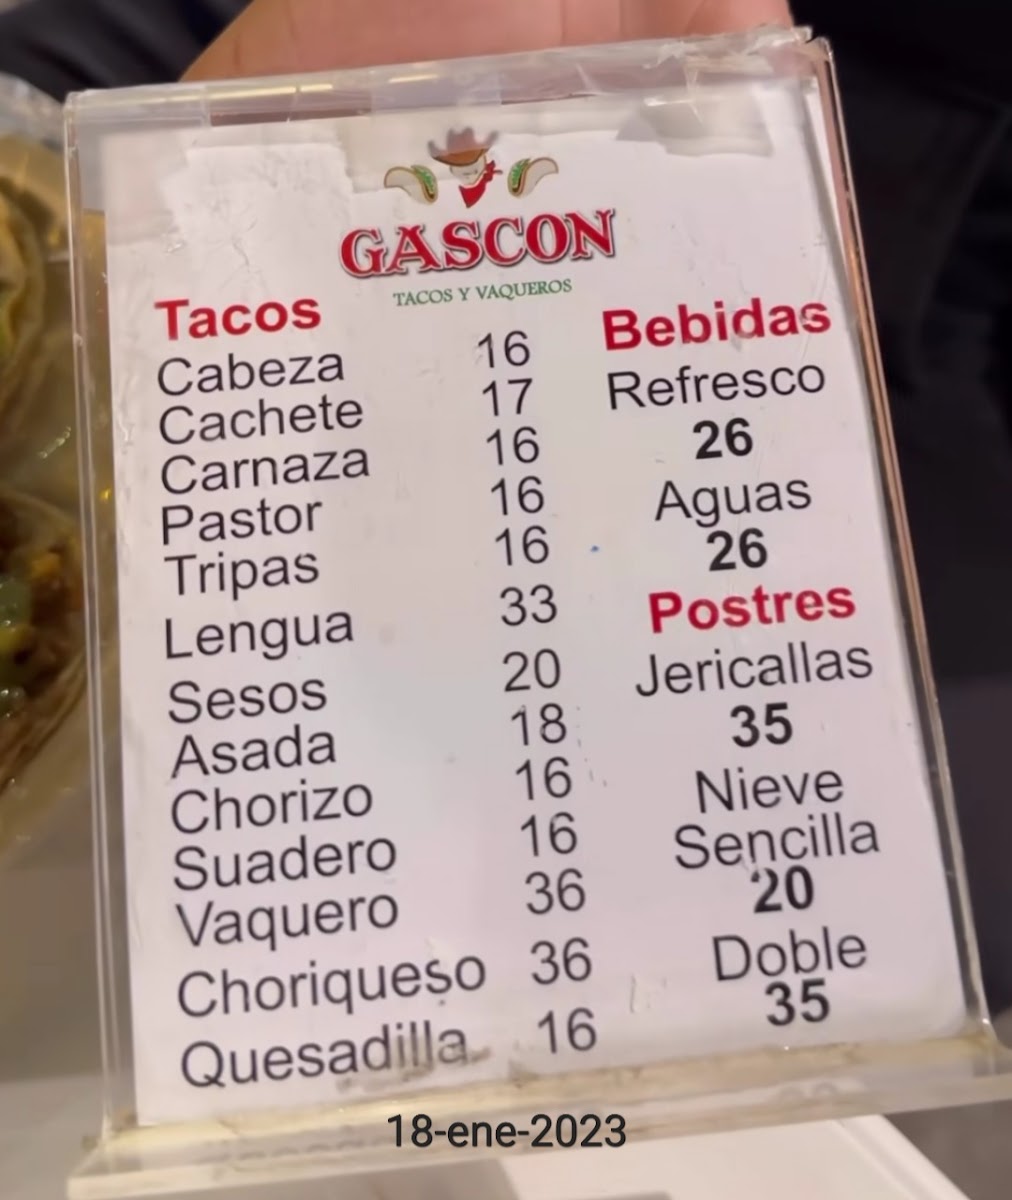 GASCON
TACOS Y VAQUEROS
Tacos
Cabeza 16
Cachete 17
Carnaza 16
Pastor 16
Tripas 16
Lengua 33
Sesos 20
Asada 18
Chorizo 16
Suadero 16
Vaquero 36
Choriqueso 36
Quesadilla 16
Bebidas
Refresco
26
Aguas
26
Postres
Jericallas
35
Nieve
Sencilla
20
Doble
35
18-ene-2023